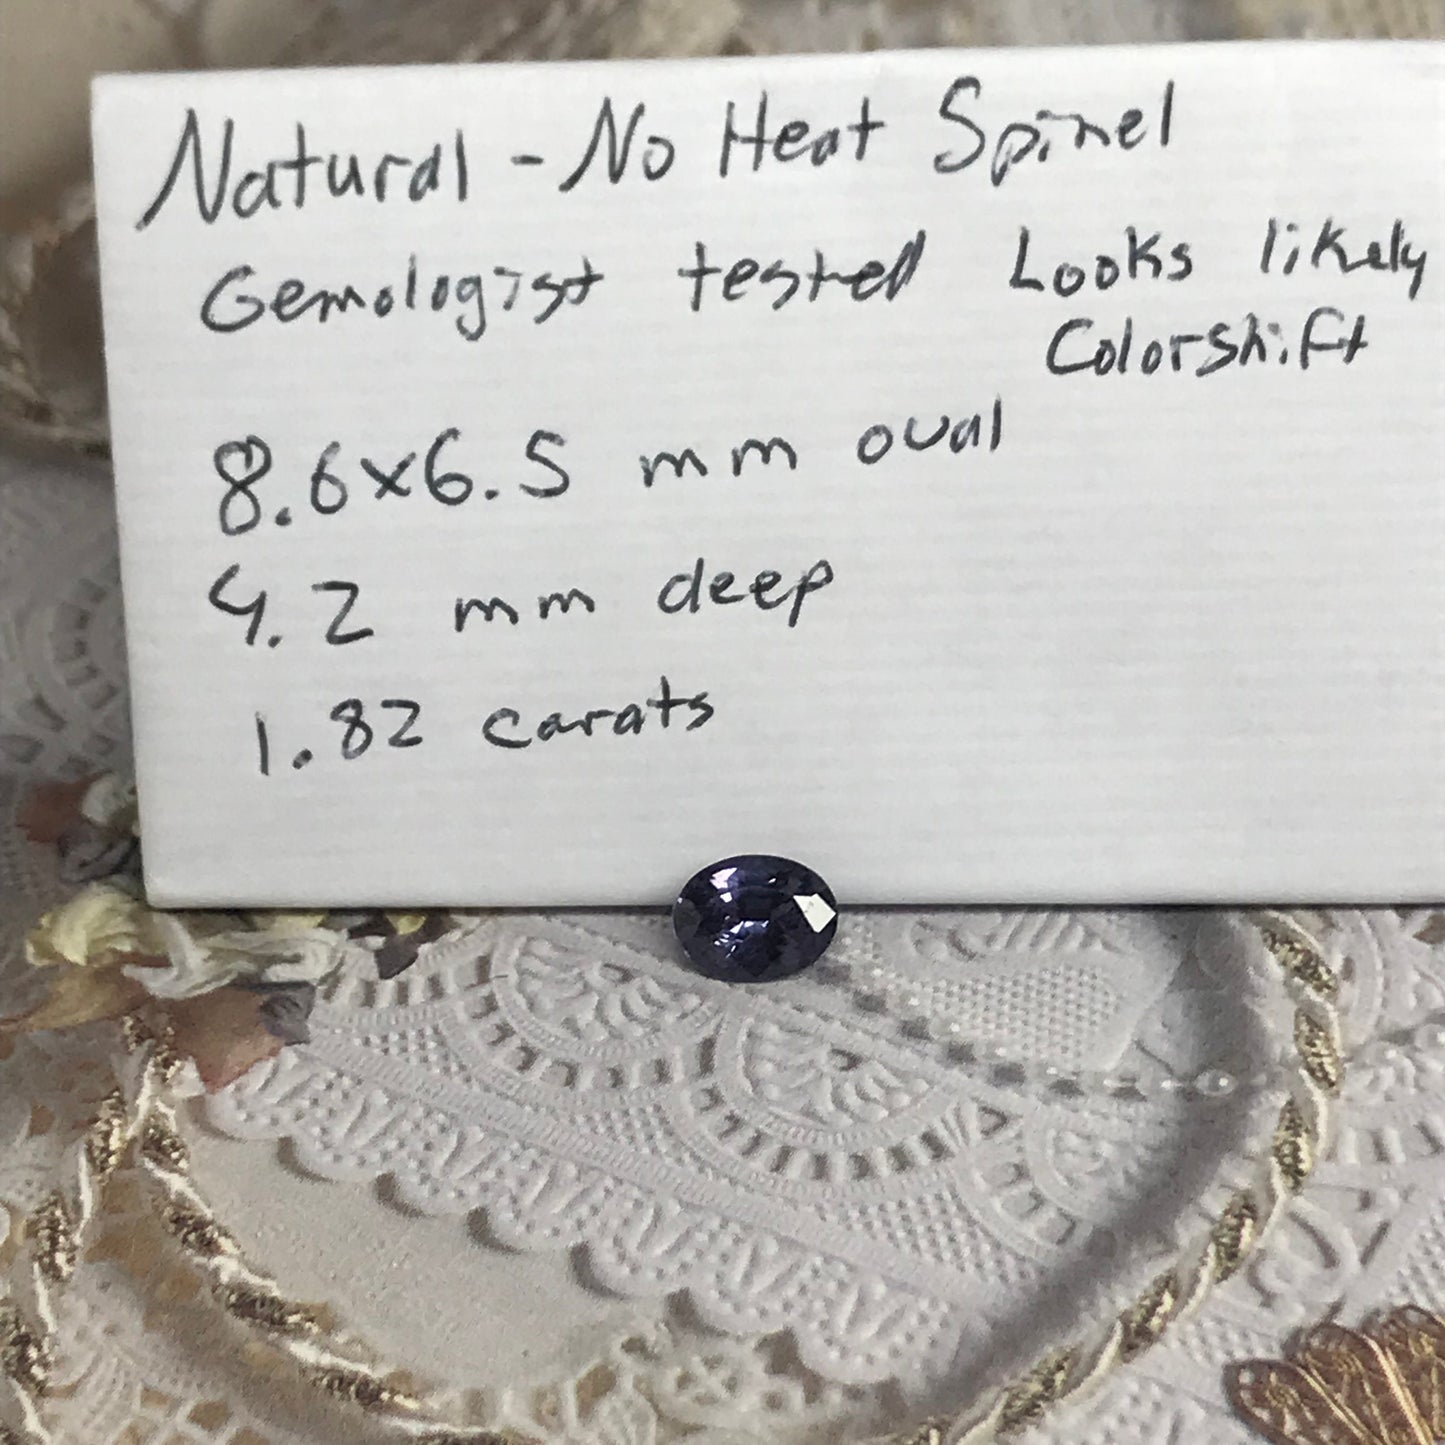 Natural - No Heat Spinel
Gemologist tested Looks likely
Colorshift
8.6x6.5 mm oval
4.2 mm deep
1.82 carats